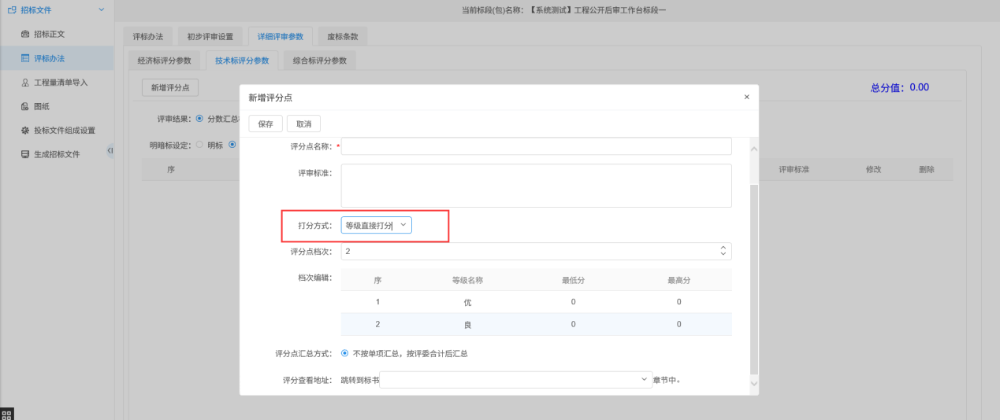 招标文件
当前标段(包)名称：【系统测试】工程公开后审工作台标段一
招标正文
评标办法
工程量清单导入
图纸
投标文件组成设置
生成招标文件
评标办法 初步评审设置 详细评审参数 废标条款
经济标评分参数 技术标评分参数 综合标评分参数
新增评分点
总分值：0.00
评审结果： 分数汇总
明暗标设定： 明标
序 评审标准 修改 删除
新增评分点 ×
保存 取消
评分点名称：*
评审标准：
打分方式： 等级直接打分
评分点档次： 2
档次编辑： 序 等级名称 最低分 最高分
1 优 0 0
2 良 0 0
评分点汇总方式： 不按单项汇总，按评委合计后汇总
评分查看地址： 跳转到标书 章节中。